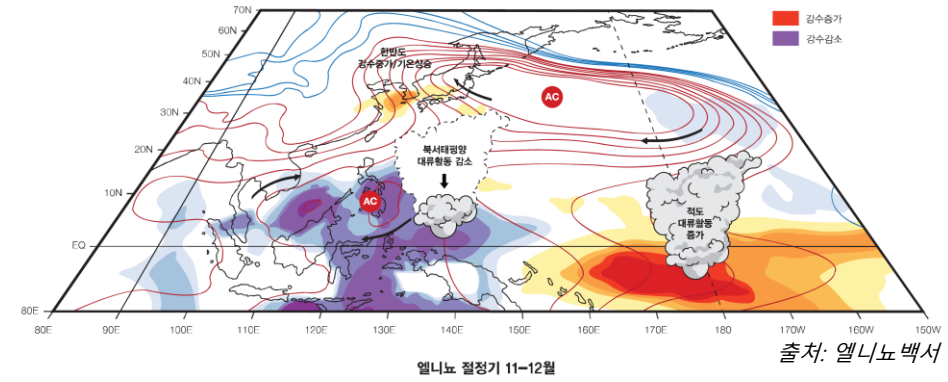 70N
60N
50N
40N
30N
20N
10N
EQ
80E
강수증가
강수감소
한반도
강수증가/기온상승
AC
북서태평양
대류활동 감소
AC
적도
대류활동
증가
80E 90E 100E 110E 120E 130E 140E 150E 160E 170E 180 170W 160W 150W
엘니뇨 절정기 11-12월
출처: 엘니뇨백서